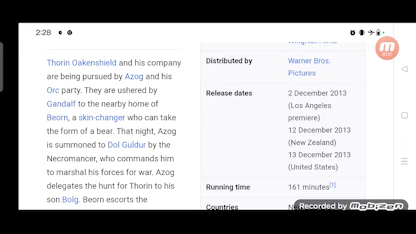 2:28
Thorin Oakenshield and his company
are being pursued by Azog and his
Orc party. They are ushered by
Gandalf to the nearby home of
Beorn, a skin-changer who can take
the form of a bear. That night, Azog
is summoned to Dol Guldur by the
Necromancer, who commands him
to marshal his forces for war. Azog
delegates the hunt for Thorin to his
son Bolg. Beorn escorts the
Distributed by
Warner Bros.
Pictures
Release dates
2 December 2013
(Los Angeles
premiere)
12 December 2013
(New Zealand)
13 December 2013
(United States)
Running time
161 minutes[1]
Countries
Recorded by Mobizen